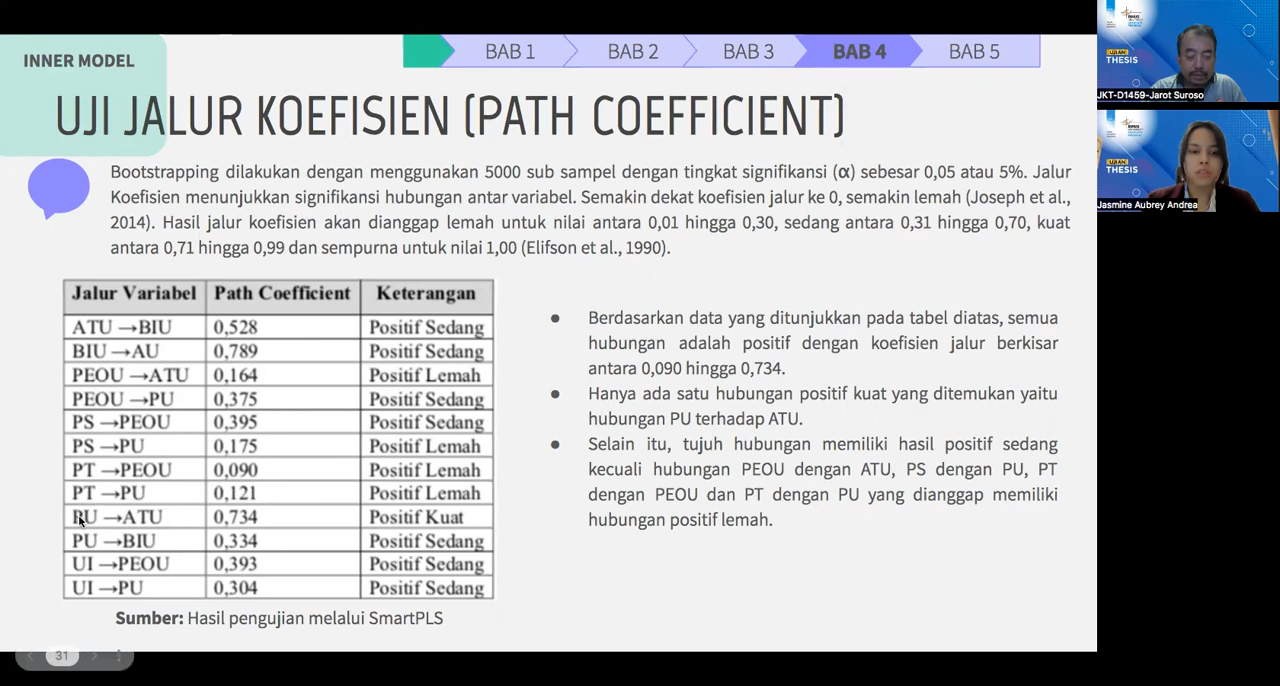 INNER MODEL
BAB 1
BAB 2
BAB 3
BAB 4
BAB 5
UJI JALUR KOEFISIEN (PATH COEFFICIENT)
Bootstrapping dilakukan dengan menggunakan 5000 sub sampel dengan tingkat signifikansi (α) sebesar 0,05 atau 5%. Jalur
Koefisien menunjukkan signifikansi hubungan antar variabel. Semakin dekat koefisien jalur ke 0, semakin lemah (Joseph et al.,
2014). Hasil jalur koefisien akan dianggap lemah untuk nilai antara 0,01 hingga 0,30, sedang antara 0,31 hingga 0,70, kuat
antara 0,71 hingga 0,99 dan sempurna untuk nilai 1,00 (Elifson et al., 1990).
Jalur Variabel Path Coefficient Keterangan
ATU →BIU 0,528 Positif Sedang
BIU →AU 0,789 Positif Sedang
PEOU →ATU 0,164 Positif Lemah
PEOU →PU 0,375 Positif Sedang
PS →PEOU 0,395 Positif Sedang
PS →PU 0,175 Positif Lemah
PT →PEOU 0,090 Positif Lemah
PT →PU 0,121 Positif Lemah
PU →ATU 0,734 Positif Kuat
PU →BIU 0,334 Positif Sedang
UI →PEOU 0,393 Positif Sedang
UI →PU 0,304 Positif Sedang
Sumber: Hasil pengujian melalui SmartPLS
● Berdasarkan data yang ditunjukkan pada tabel diatas, semua
hubungan adalah positif dengan koefisien jalur berkisar
antara 0,090 hingga 0,734.
● Hanya ada satu hubungan positif kuat yang ditemukan yaitu
hubungan PU terhadap ATU.
● Selain itu, tujuh hubungan memiliki hasil positif sedang
kecuali hubungan PEOU dengan ATU, PS dengan PU, PT
dengan PEOU dan PT dengan PU yang dianggap memiliki
hubungan positif lemah.
31
UJIAN
THESIS
JKT-D1459-Jarot Suroso
UJIAN
THESIS
Jasmine Aubrey Andrea